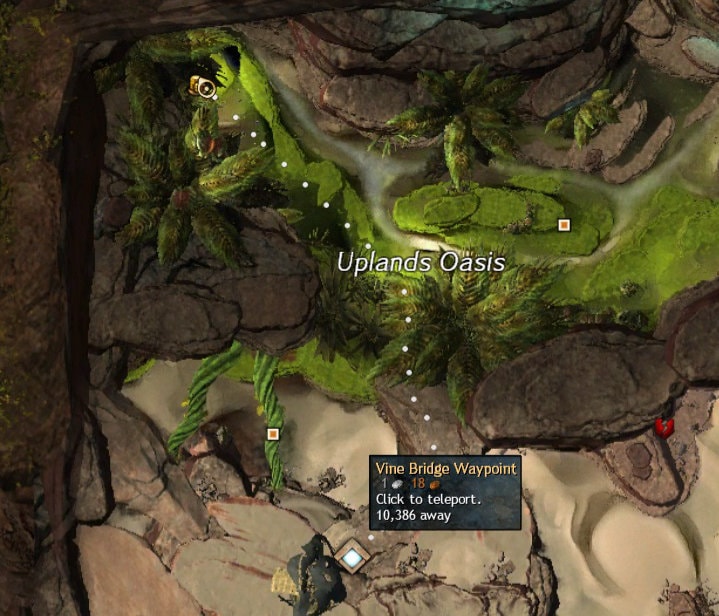 Uplands Oasis
Vine Bridge Waypoint
1 18
Click to teleport.
10,386 away